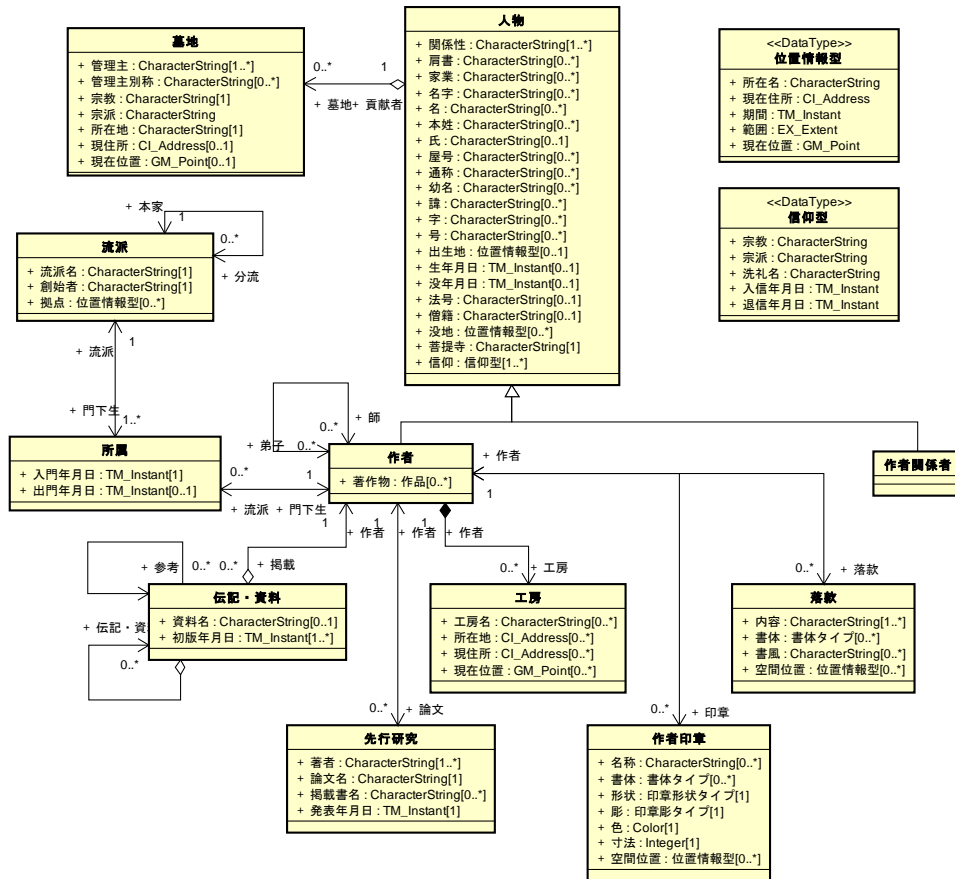 墓地
+ 管理主 : CharacterString[1..*]
+ 管理主別称 : CharacterString[0..*]
+ 宗教 : CharacterString[1]
+ 宗派 : CharacterString
+ 所在地 : CharacterString[1]
+ 現住所 : CI_Address[0..1]
+ 現在位置 : GM_Point[0..1]
0..*
1
+ 墓地
+ 貢献者
人物
+ 関係性 : CharacterString[1..*]
+ 肩書 : CharacterString[0..*]
+ 家業 : CharacterString[0..*]
+ 名字 : CharacterString[0..*]
+ 名 : CharacterString[0..*]
+ 本姓 : CharacterString[0..*]
+ 氏 : CharacterString[0..1]
+ 屋号 : CharacterString[0..*]
+ 通称 : CharacterString[0..*]
+ 幼名 : CharacterString[0..*]
+ 諱 : CharacterString[0..*]
+ 字 : CharacterString[0..*]
+ 号 : CharacterString[0..*]
+ 出生地 : 位置情報型[0..1]
+ 生年月日 : TM_Instant[0..1]
+ 没年月日 : TM_Instant[0..1]
+ 法号 : CharacterString[0..1]
+ 僧籍 : CharacterString[0..1]
+ 没地 : 位置情報型[0..*]
+ 菩提寺 : CharacterString[1]
+ 信仰 : 信仰型[1..*]
<<DataType>>
位置情報型
+ 所在名 : CharacterString
+ 現在住所 : CI_Address
+ 期間 : TM_Instant
+ 範囲 : EX_Extent
+ 現在位置 : GM_Point
<<DataType>>
信仰型
+ 宗教 : CharacterString
+ 宗派 : CharacterString
+ 洗礼名 : CharacterString
+ 入信年月日 : TM_Instant
+ 退信年月日 : TM_Instant
+ 本家
1
0..*
+ 分流
流派
+ 流派名 : CharacterString[1]
+ 創始者 : CharacterString[1]
+ 拠点 : 位置情報型[0..*]
1
+ 流派
+ 門下生
1..*
所属
+ 入門年月日 : TM_Instant[1]
+ 出門年月日 : TM_Instant[0..1]
0..*
1
+ 流派
+ 門下生
+ 師
0..*
+ 弟子
0..*
作者
+ 著作物 : 作品[0..*]
+ 作者
1
作者関係者
1
+ 作者
1
+ 作者
1
+ 作者
+ 参考
0..*
0..*
+ 掲載
伝記・資料
+ 資料名 : CharacterString[0..1]
+ 初版年月日 : TM_Instant[1..*]
+ 伝記・資
0..*
0..*
+ 工房
工房
+ 工房名 : CharacterString[0..*]
+ 所在地 : CI_Address[0..*]
+ 現住所 : CI_Address[0..*]
+ 現在位置 : GM_Point[0..*]
0..*
+ 落款
落款
+ 内容 : CharacterString[1..*]
+ 書体 : 書体タイプ[0..*]
+ 書風 : CharacterString[0..*]
+ 空間位置 : 位置情報型[0..*]
0..*
+ 論文
先行研究
+ 著者 : CharacterString[1..*]
+ 論文名 : CharacterString[1]
+ 掲載書名 : CharacterString[0..*]
+ 発表年月日 : TM_Instant[1]
0..*
+ 印章
作者印章
+ 名称 : CharacterString[0..*]
+ 書体 : 書体タイプ[0..*]
+ 形状 : 印章形状タイプ[1]
+ 彫 : 印章彫タイプ[1]
+ 色 : Color[1]
+ 寸法 : Integer[1]
+ 空間位置 : 位置情報型[0..*]